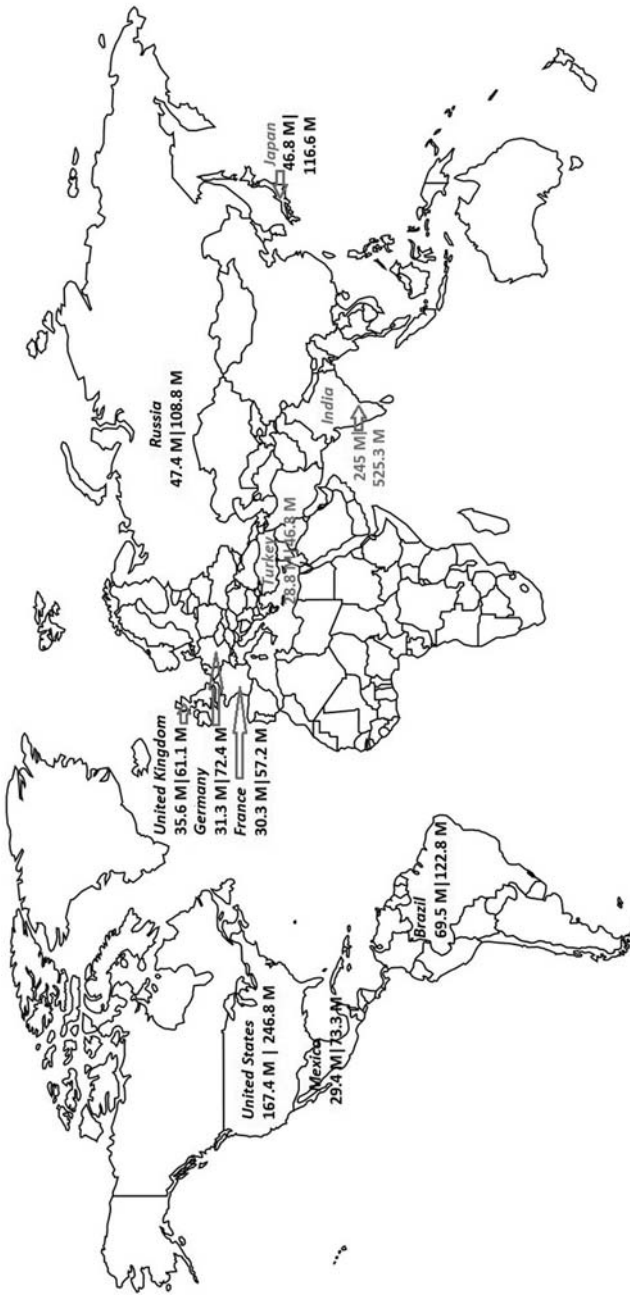 United States
167.4 M | 246.8 M
Mexico
29.4 M|73.3 M
Brazil
69.5 M|122.8 M
United Kingdom
35.6 M|61.1 M
Germany
31.3 M|72.4 M
France
30.3 M|57.2 M
Russia
47.4 M|108.8 M
Turkey
India
245 M|
525.3 M
Japan
46.8 M|
116.6 M